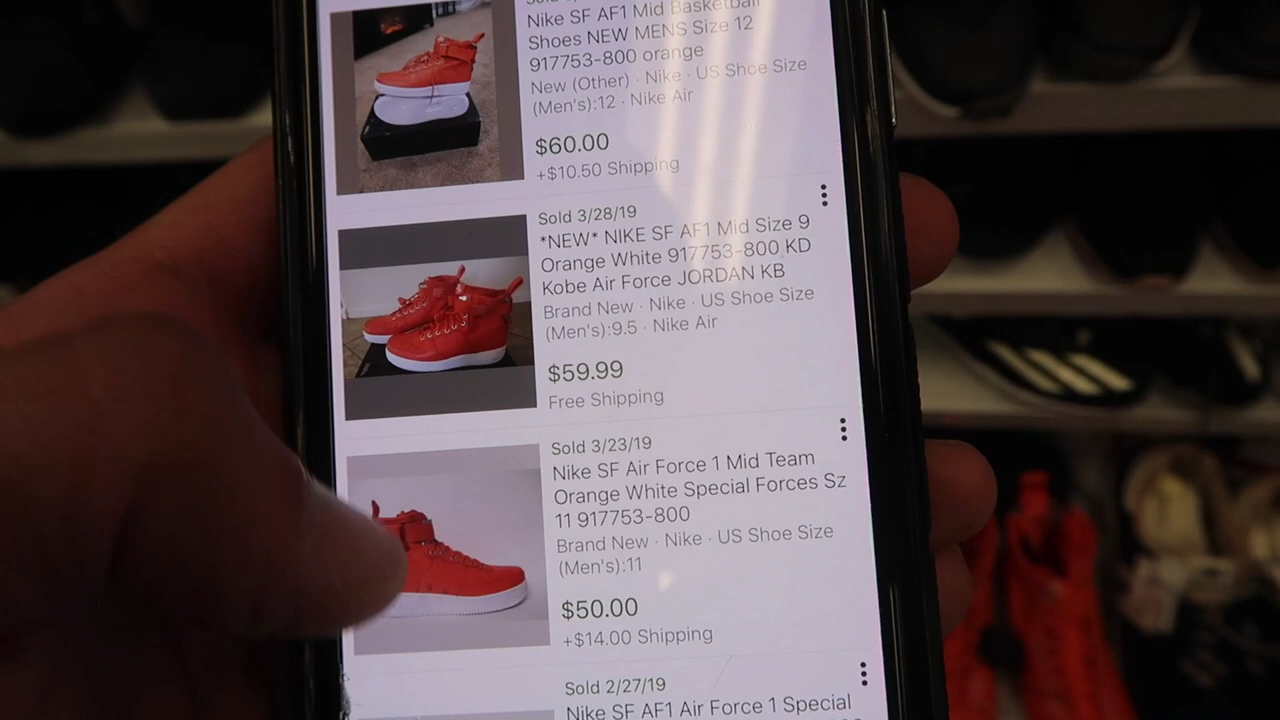 Nike SF AF1 Mid Basketball
Shoes NEW MENS Size 12
917753-800 orange
New (Other) · Nike · US Shoe Size
(Men's):12 · Nike Air
$60.00
+$10.50 Shipping
Sold 3/28/19
*NEW* NIKE SF AF1 Mid Size 9
Orange White 917753-800 KD
Kobe Air Force JORDAN KB
Brand New · Nike · US Shoe Size
(Men's):9.5 · Nike Air
$59.99
Free Shipping
Sold 3/23/19
Nike SF Air Force 1 Mid Team
Orange White Special Forces Sz
11 917753-800
Brand New · Nike · US Shoe Size
(Men's):11
$50.00
+$14.00 Shipping
Sold 2/27/19
Nike SF AF1 Air Force 1 Special